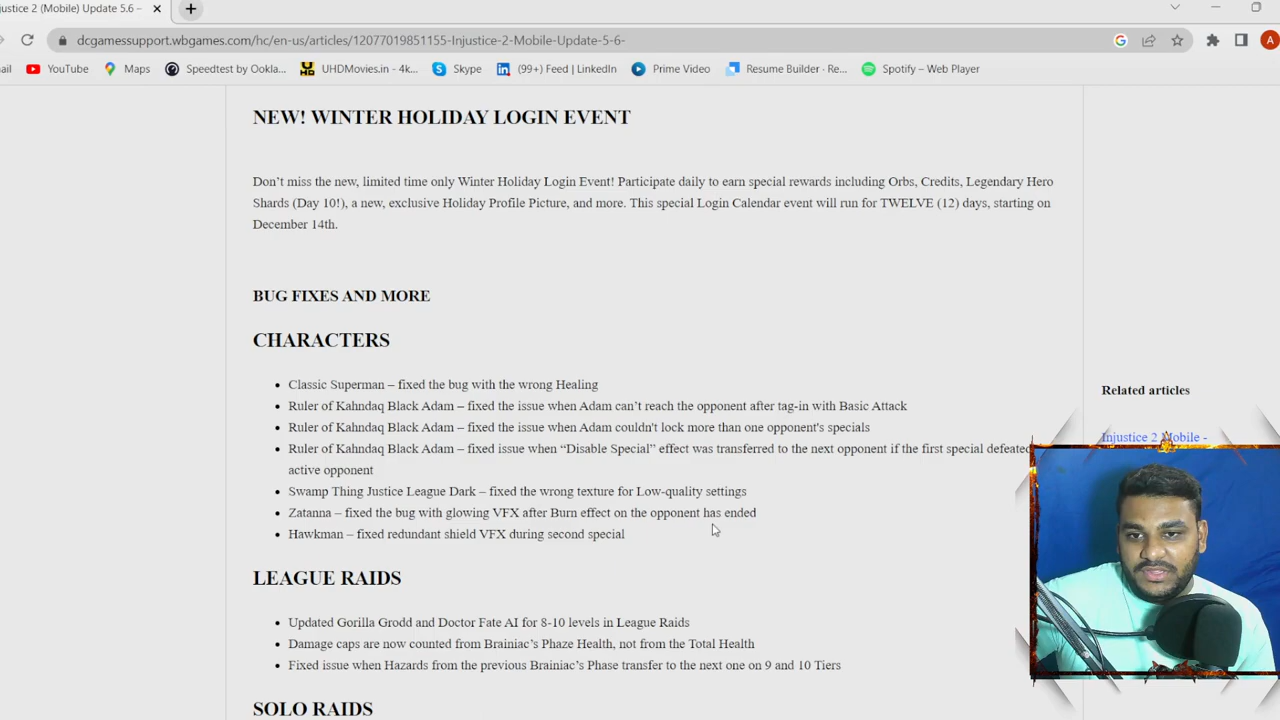 njustice 2 (Mobile) Update 5.6 –
dcgamessupport.wbgames.com/hc/en-us/articles/12077019851155-Injustice-2-Mobile-Update-5-6-
A
ail YouTube Maps Speedtest by Ookla... UHDMovies.in - 4k... Skype (99+) Feed | LinkedIn Prime Video Resume Builder · Re... Spotify – Web Player
NEW! WINTER HOLIDAY LOGIN EVENT
Don’t miss the new, limited time only Winter Holiday Login Event! Participate daily to earn special rewards including Orbs, Credits, Legendary Hero
Shards (Day 10!), a new, exclusive Holiday Profile Picture, and more. This special Login Calendar event will run for TWELVE (12) days, starting on
December 14th.
BUG FIXES AND MORE
CHARACTERS
• Classic Superman – fixed the bug with the wrong Healing
• Ruler of Kahndaq Black Adam – fixed the issue when Adam can’t reach the opponent after tag-in with Basic Attack
• Ruler of Kahndaq Black Adam – fixed the issue when Adam couldn't lock more than one opponent's specials
• Ruler of Kahndaq Black Adam – fixed issue when “Disable Special” effect was transferred to the next opponent if the first special defeated
active opponent
• Swamp Thing Justice League Dark – fixed the wrong texture for Low-quality settings
• Zatanna – fixed the bug with glowing VFX after Burn effect on the opponent has ended
• Hawkman – fixed redundant shield VFX during second special
LEAGUE RAIDS
• Updated Gorilla Grodd and Doctor Fate AI for 8-10 levels in League Raids
• Damage caps are now counted from Brainiac’s Phaze Health, not from the Total Health
• Fixed issue when Hazards from the previous Brainiac’s Phase transfer to the next one on 9 and 10 Tiers
SOLO RAIDS
Related articles
Injustice 2 Mobile -